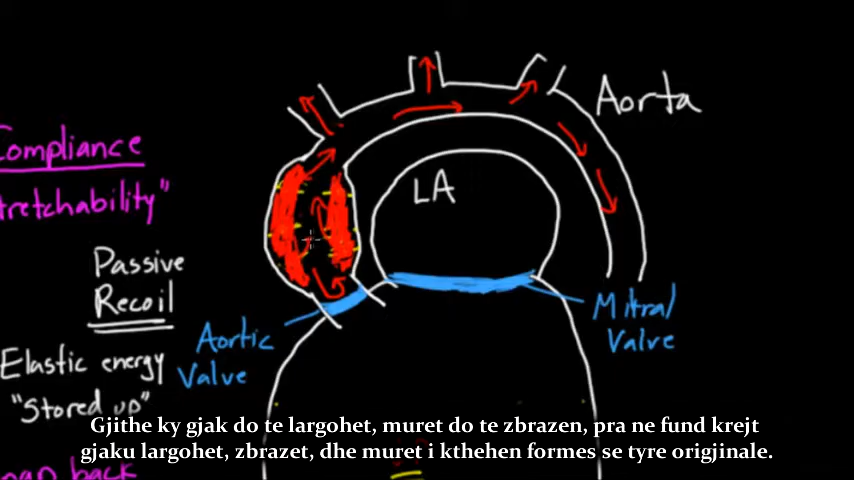 Compliance
"Stretchability"
Passive
Recoil
Elastic energy
"Stored up"
Snap back
LA
Aorta
Aortic
Valve
Mitral
Valve
Gjithe ky gjak do te largohet, muret do te zbrazen, pra ne fund krejt
gjaku largohet, zbrazet, dhe muret i kthehen formes se tyre origjinale.